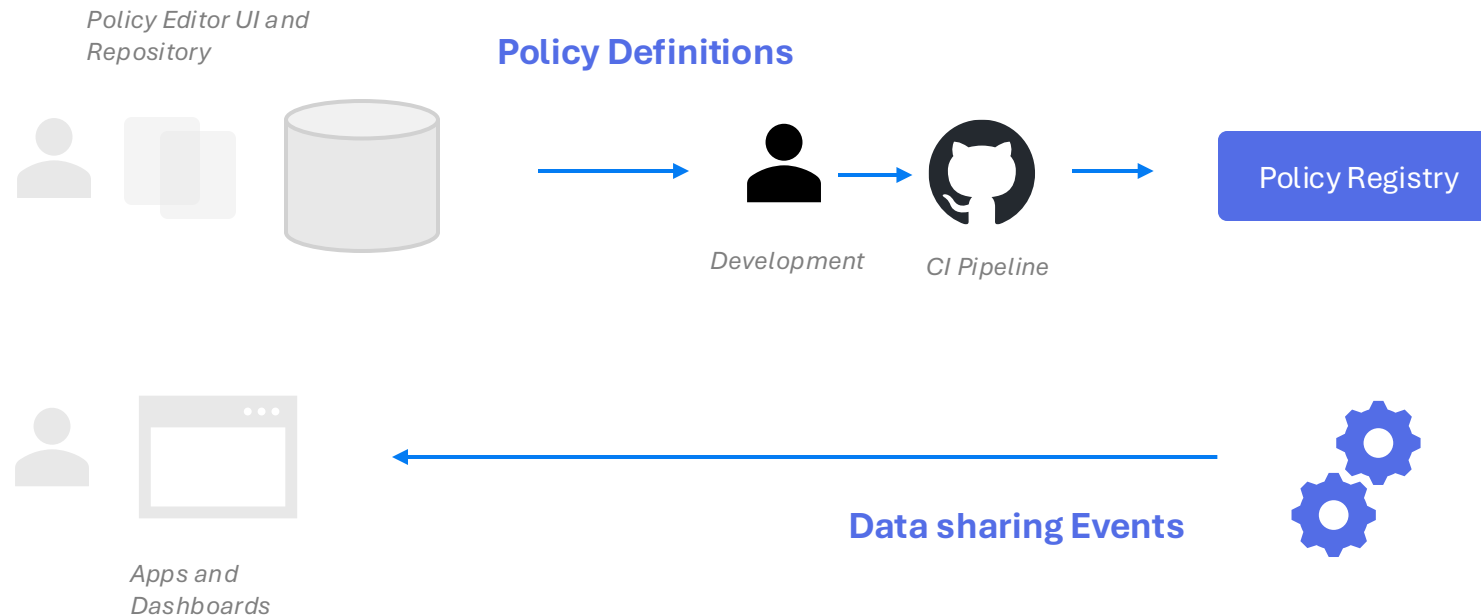 Policy Editor UI and
Repository
Policy Definitions
Policy Registry
Development
CI Pipeline
Data sharing Events
Apps and
Dashboards